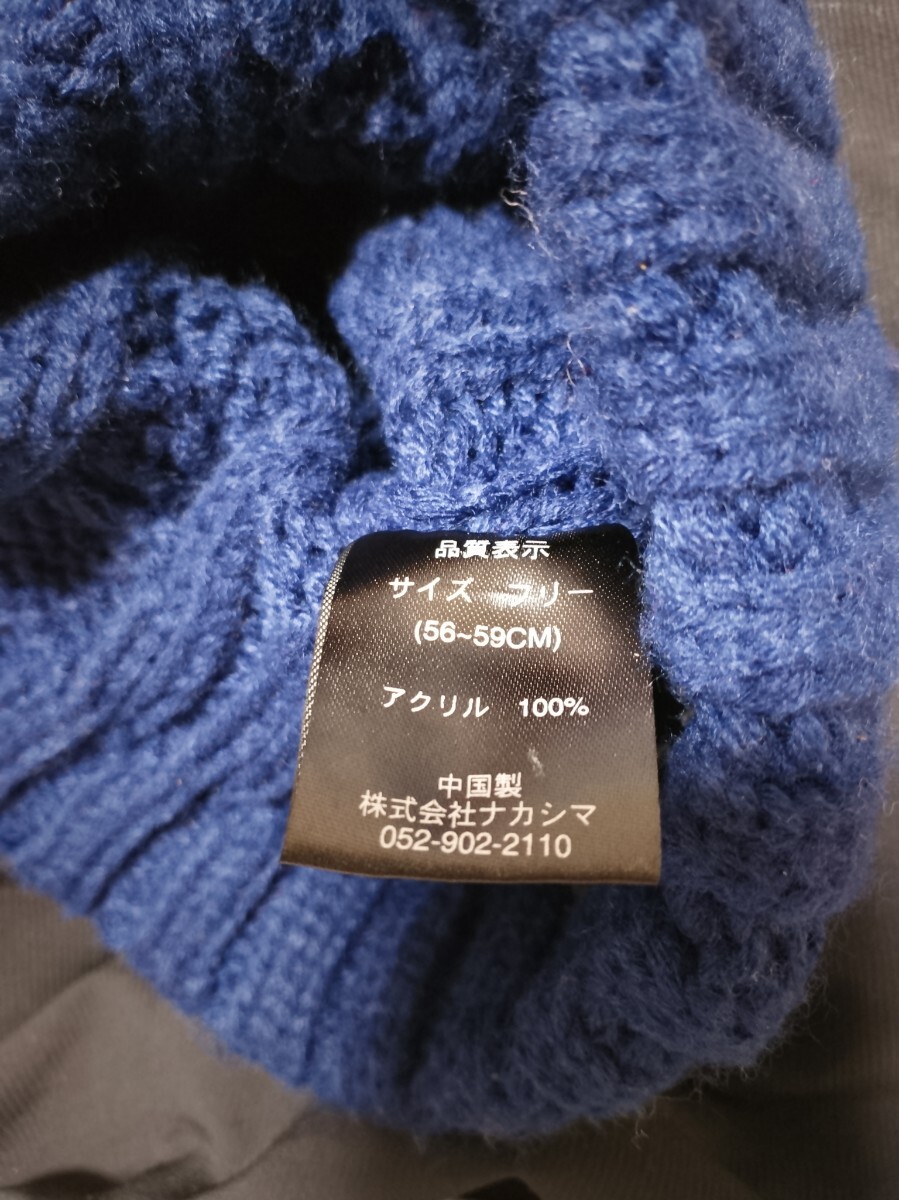 品質表示
サイズ　フリー
(56~59CM)
アクリル　100%
中国製
株式会社ナカシマ
052-902-2110